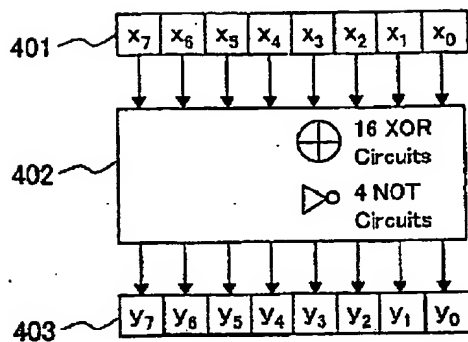 401 x₇ x₆ x₅ x₄ x₃ x₂ x₁ x₀
16 XOR
Circuits
402
4 NOT
Circuits
403 y₇ y₆ y₅ y₄ y₃ y₂ y₁ y₀